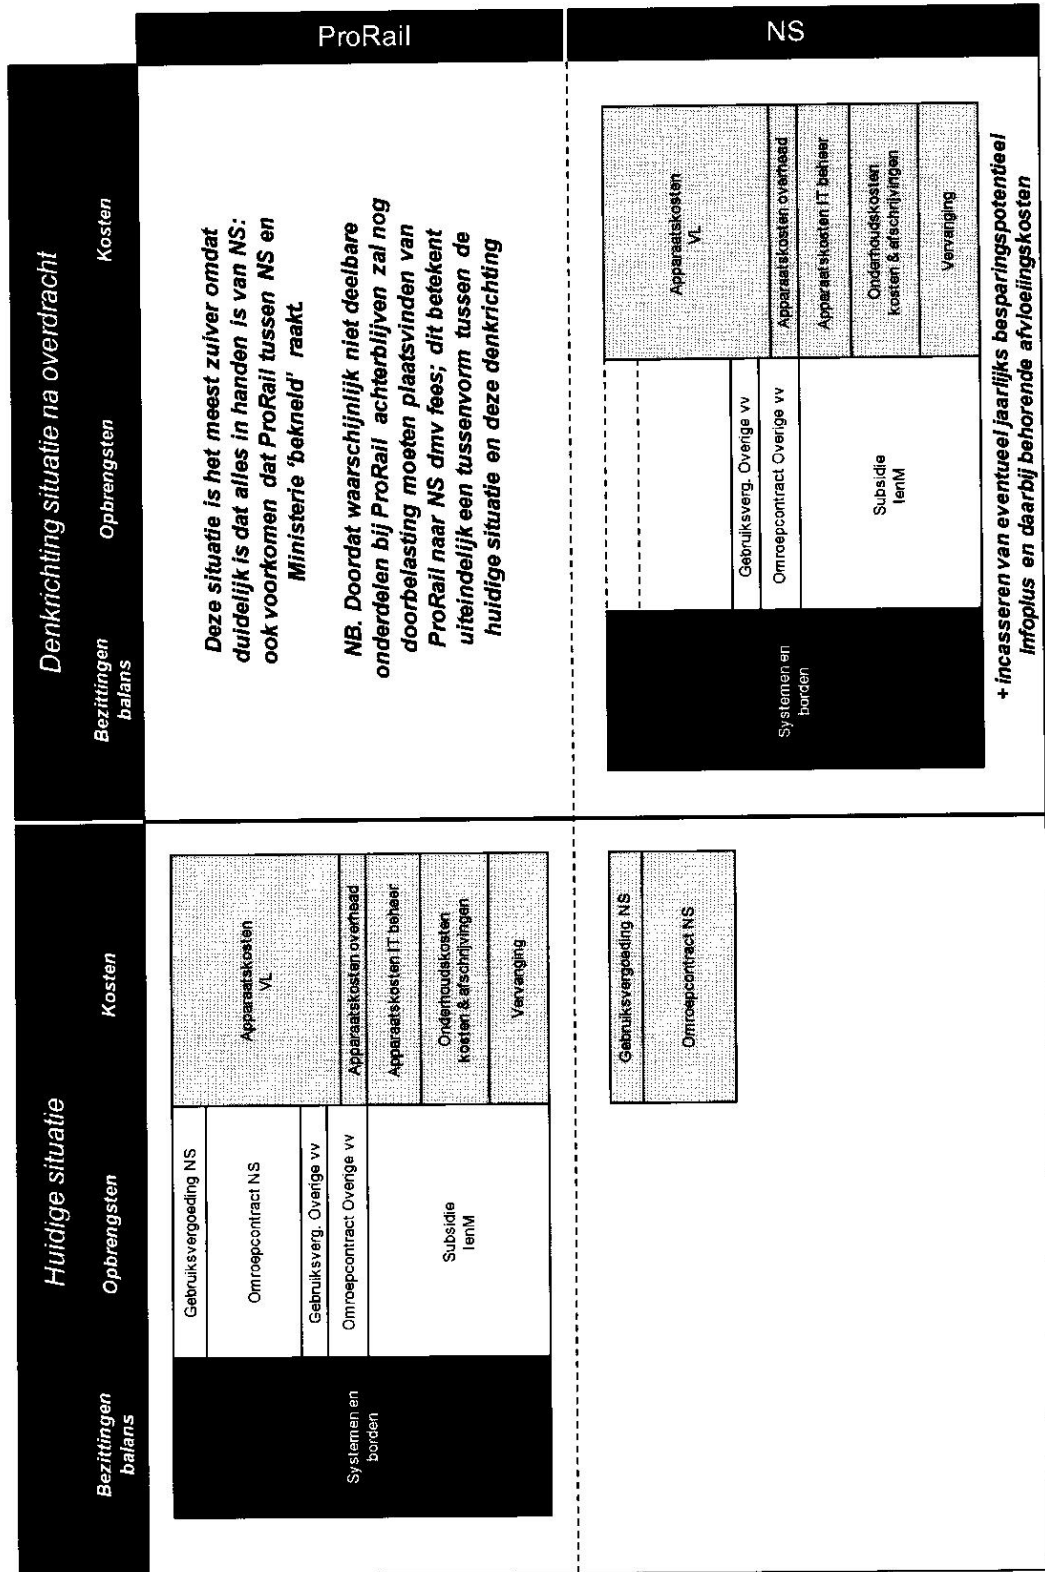 Huidige situatie
Denkrichting situatie na overdracht
Bezittingen
balans
Opbrengsten
Kosten
Bezittingen
balans
Opbrengsten
Kosten
ProRail
Systemen en
borden
Gebruiksvergoeding NS
Omroepcontract NS
Gebruiksverg. Overige vv
Omroepcontract Overige vv
Subsidie
IenM
Apparaatskosten
VL
Apparaatskosten overhead
Apparaatskosten IT beheer
Onderhoudskosten
kosten & afschrijvingen
Vervanging
Deze situatie is het meest zuiver omdat
duidelijk is dat alles in handen is van NS:
ook voorkomen dat ProRail tussen NS en
Ministerie 'bekneld' raakt.
NB. Doordat waarschijnlijk niet deelbare
onderdelen bij ProRail achterblijven zal nog
doorbelasting moeten plaatsvinden van
ProRail naar NS dmv fees; dit betekent
uiteindelijk een tussenvorm tussen de
huidige situatie en deze denkrichting
NS
Gebruiksvergoeding NS
Omroepcontract NS
Systemen en
borden
Gebruiksverg. Overige vv
Omroepcontract Overige vv
Subsidie
IenM
Apparaatskosten
VL
Apparaatskosten overhead
Apparaatskosten IT beheer
Onderhoudskosten
kosten & afschrijvingen
Vervanging
+ incasseren van eventueel jaarlijks besparingspotentieel
Infoplus en daarbij behorende afvloeiingskosten